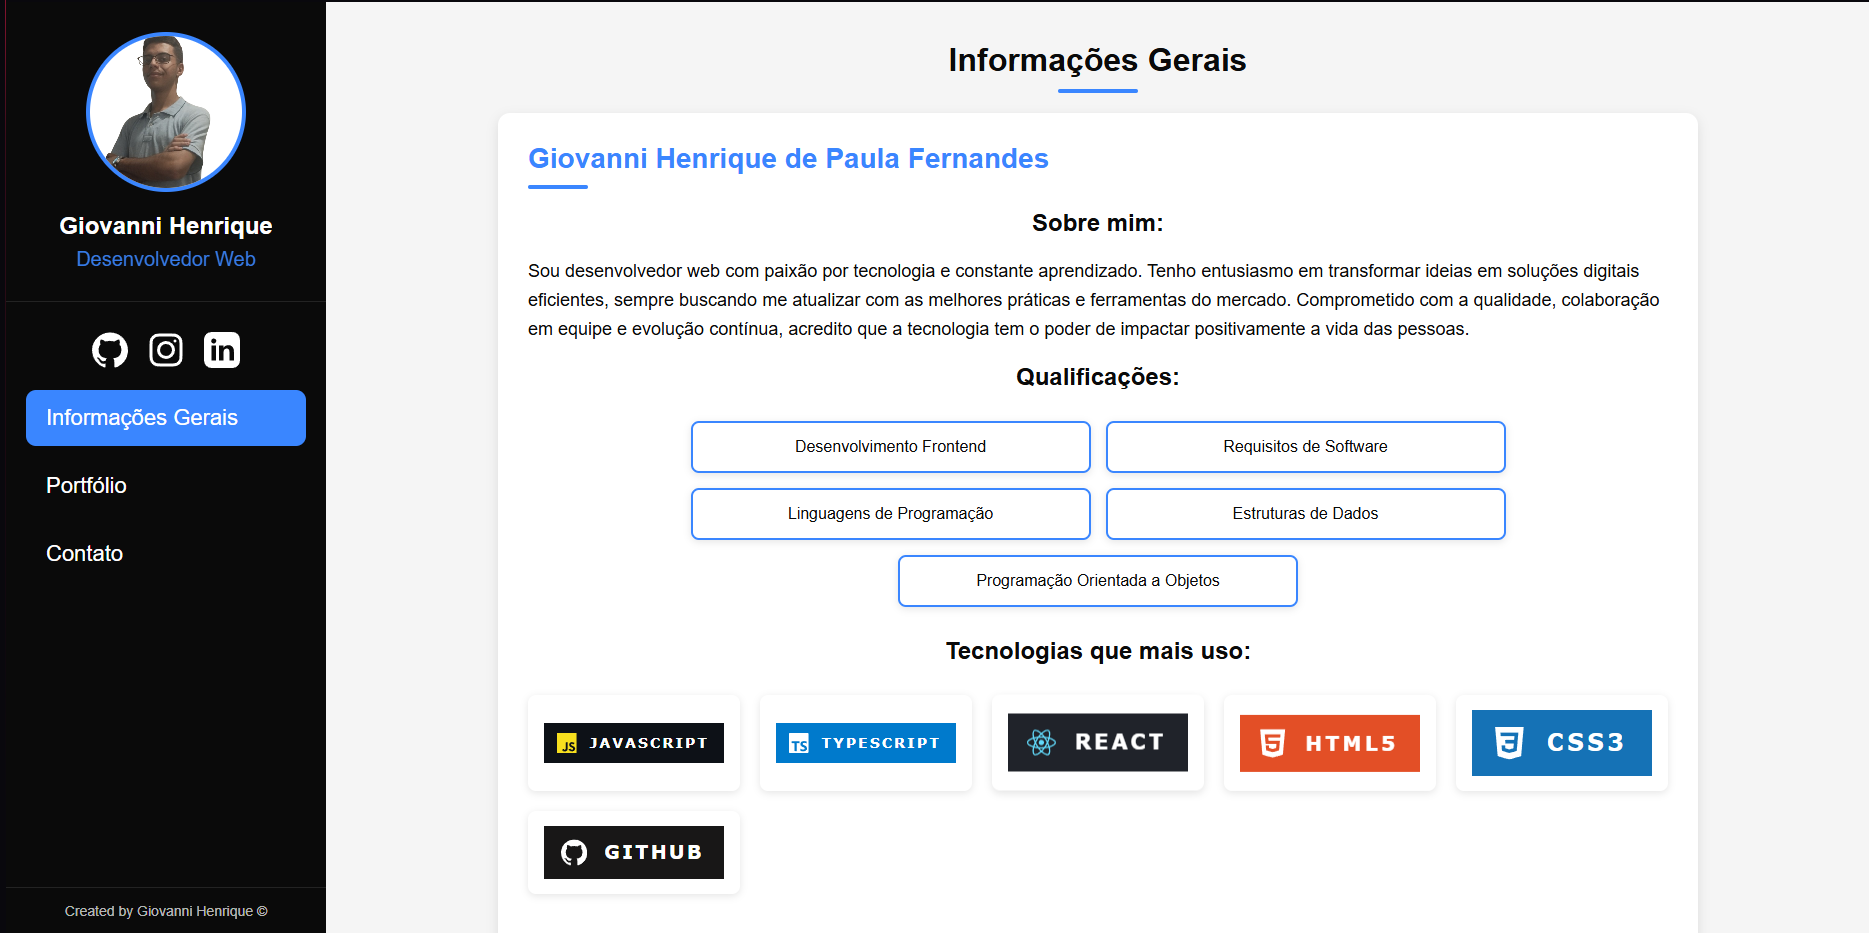 Giovanni Henrique
Desenvolvedor Web
in
Informações Gerais
Portfólio
Contato
Created by Giovanni Henrique ©
Informações Gerais
Giovanni Henrique de Paula Fernandes
Sobre mim:
Sou desenvolvedor web com paixão por tecnologia e constante aprendizado. Tenho entusiasmo em transformar ideias em soluções digitais
eficientes, sempre buscando me atualizar com as melhores práticas e ferramentas do mercado. Comprometido com a qualidade, colaboração
em equipe e evolução contínua, acredito que a tecnologia tem o poder de impactar positivamente a vida das pessoas.
Qualificações:
Desenvolvimento Frontend
Requisitos de Software
Linguagens de Programação
Estruturas de Dados
Programação Orientada a Objetos
Tecnologias que mais uso:
JS JAVASCRIPT
TS TYPESCRIPT
REACT
5 HTML5
3 CSS3
GITHUB